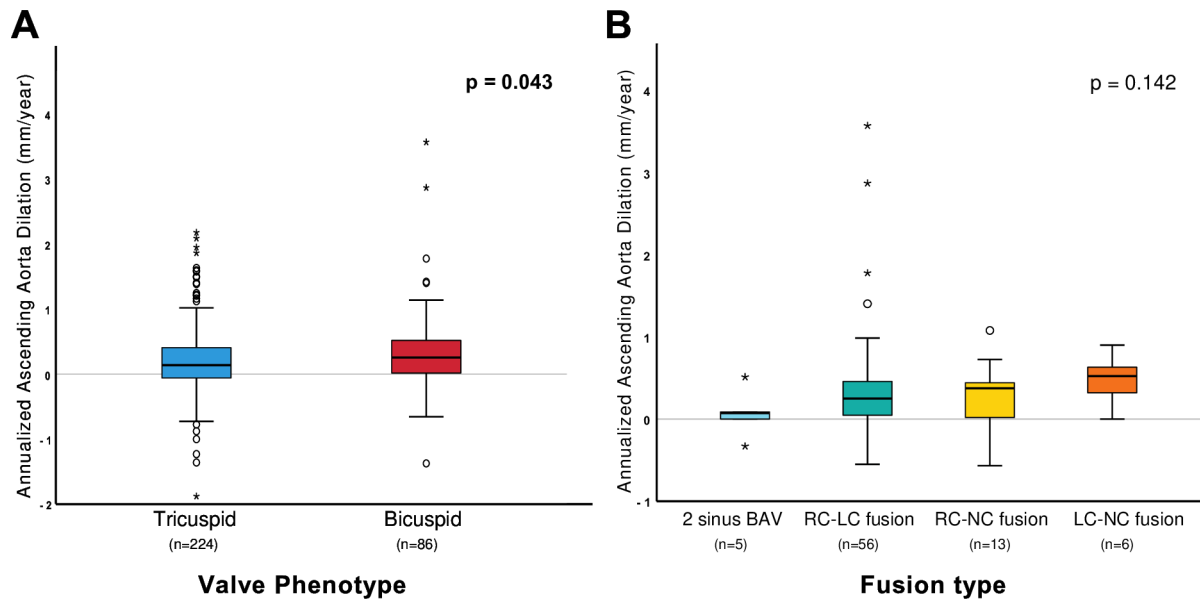 A
Annualized Ascending Aorta Dilation (mm/year)
p = 0.043
4
3
2
1
0
- 1
- 2
Tricuspid
Bicuspid
(n=224)
(n=86)
Valve Phenotype
B
Annualized Ascending Aorta Dilation (mm/year)
p = 0.142
4
3
2
1
0
- 1
2 sinus BAV
RC-LC fusion
RC-NC fusion
LC-NC fusion
(n=5)
(n=56)
(n=13)
(n=6)
Fusion type